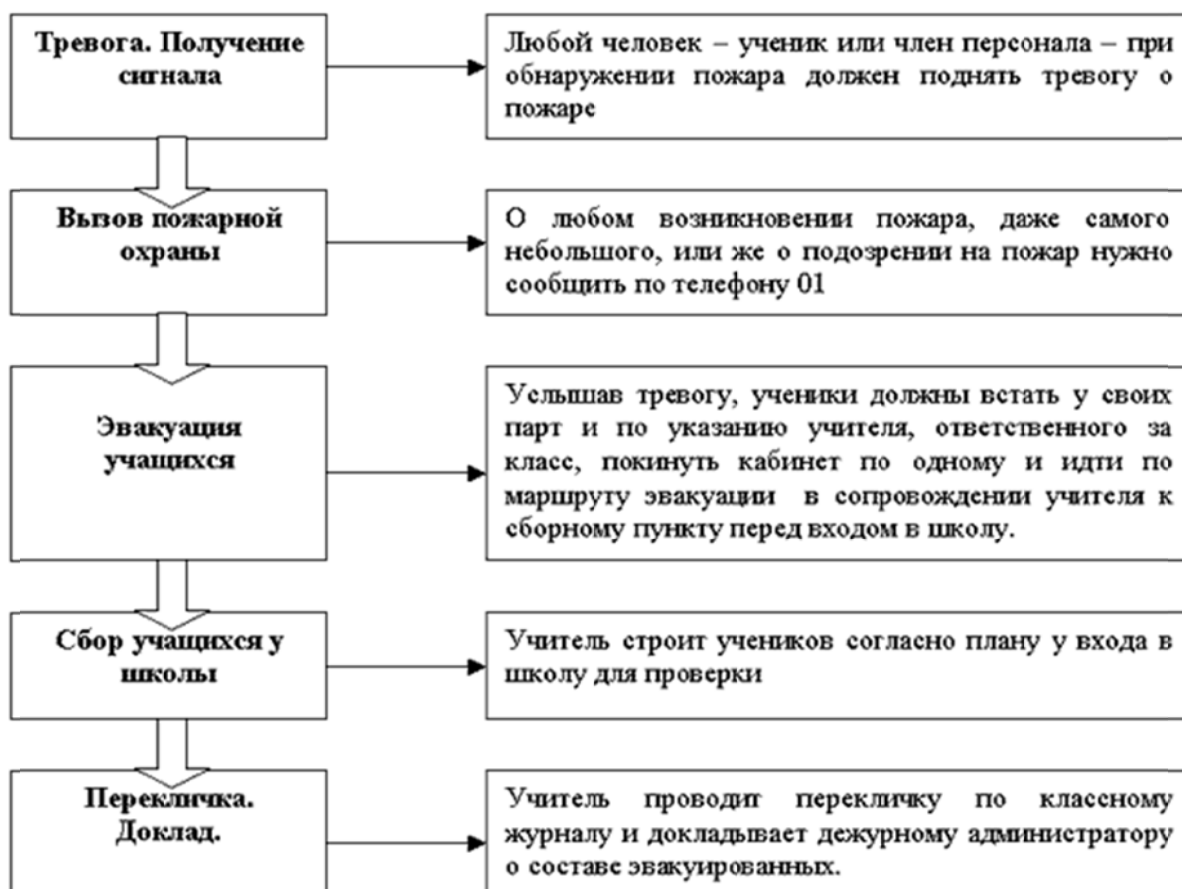 Тревога. Получение
сигнала
Любой человек – ученик или член персонала – при
обнаружении пожара должен поднять тревогу о
пожаре
Вызов пожарной
охраны
О любом возникновении пожара, даже самого
небольшого, или же о подозрении на пожар нужно
сообщить по телефону 01
Эвакуация
учащихся
Услышав тревогу, ученики должны встать у своих
парт и по указанию учителя, ответственного за
класс, покинуть кабинет по одному и идти по
маршруту эвакуации в сопровождении учителя к
сборному пункту перед входом в школу.
Сбор учащихся у
школы
Учитель строит учеников согласно плану у входа в
школу для проверки
Перекличка.
Доклад.
Учитель проводит перекличку по классному
журналу и докладывает дежурному администратору
о составе эвакуированных.